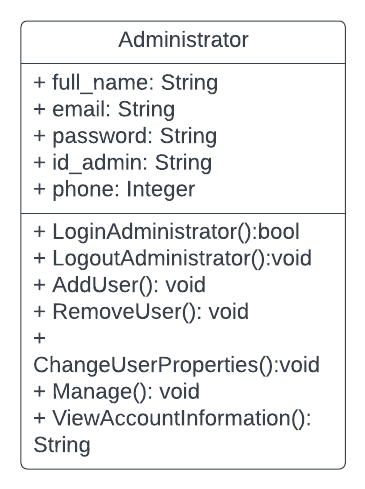 Administrator
+ full_name: String
+ email: String
+ password: String
+ id_admin: String
+ phone: Integer
+ LoginAdministrator():bool
+ LogoutAdministrator():void
+ AddUser(): void
+ RemoveUser(): void
+
ChangeUserProperties():void
+ Manage(): void
+ ViewAccountInformation():
String